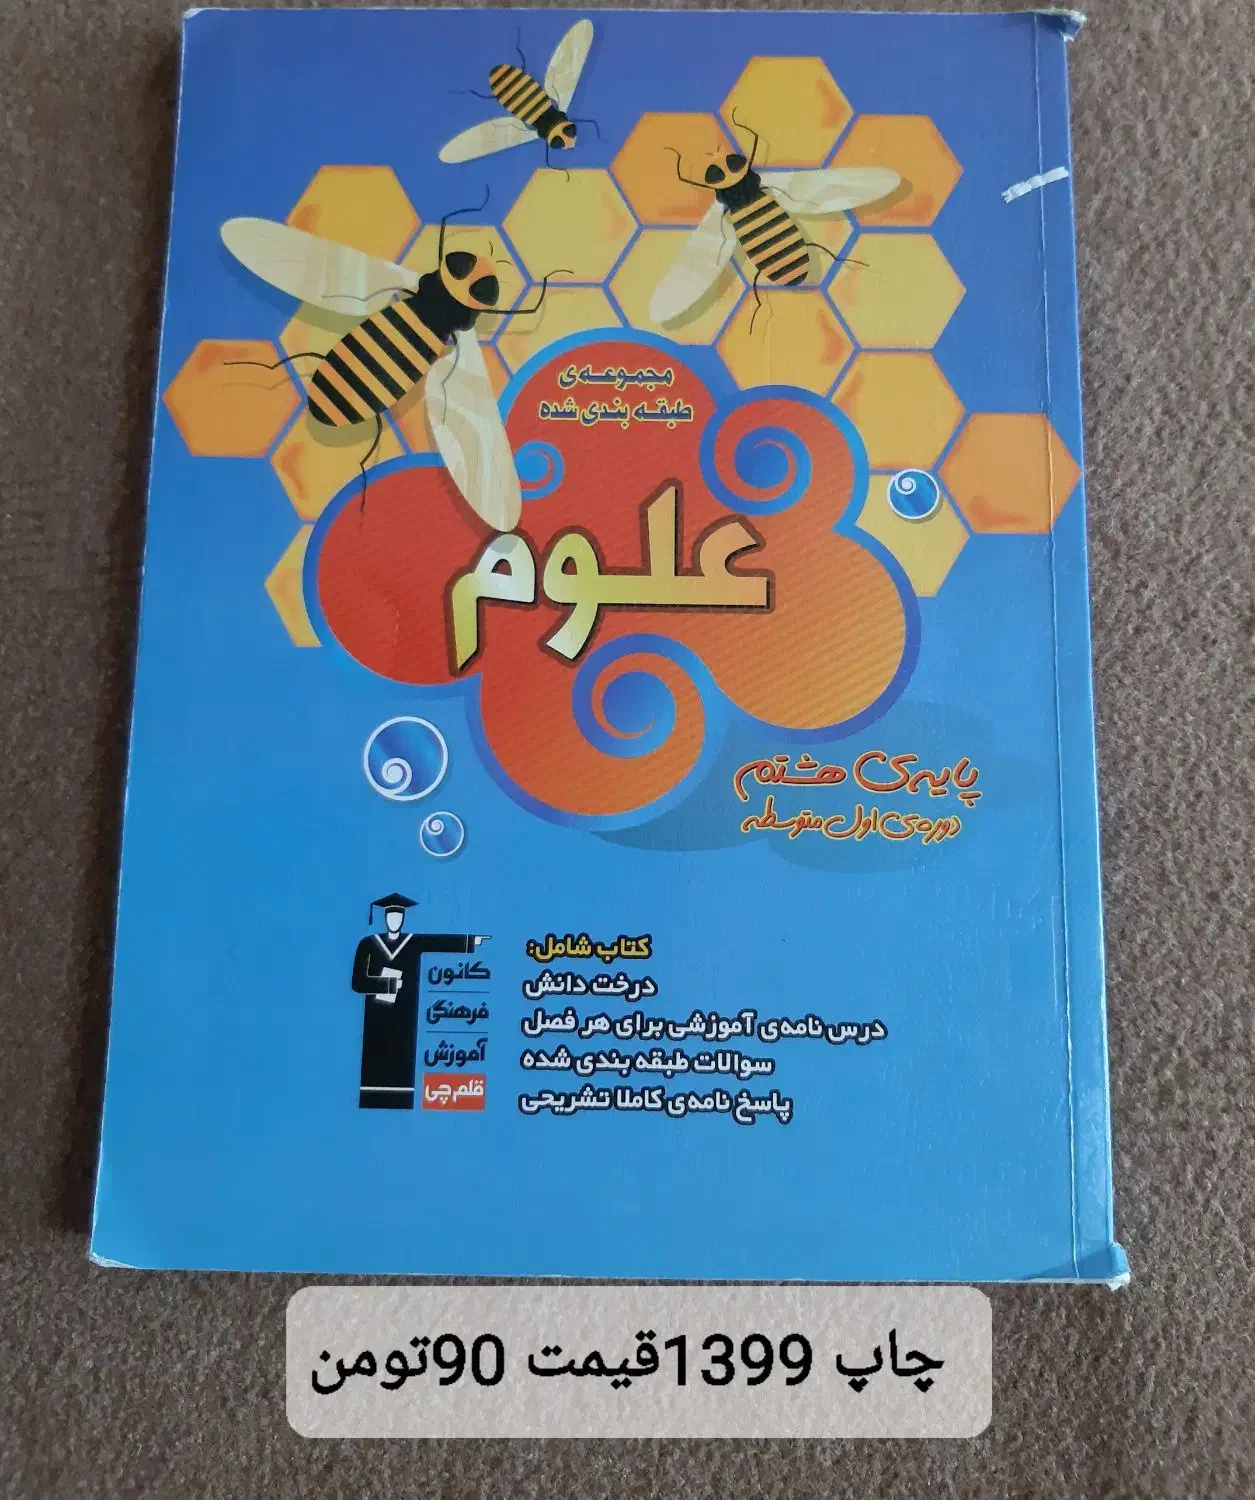 مجموعه‌ی
طبقه بندی شده
علوم
پایه‌ی هشتم
دوره‌ی اول متوسطه
کتاب شامل:
درخت دانش
درس نامه‌ی آموزشی برای هر فصل
سوالات طبقه بندی شده
پاسخ نامه‌ی کاملا تشریحی
کانون
فرهنگی
آموزش
قلم‌چی
چاپ 1399قیمت 90تومن